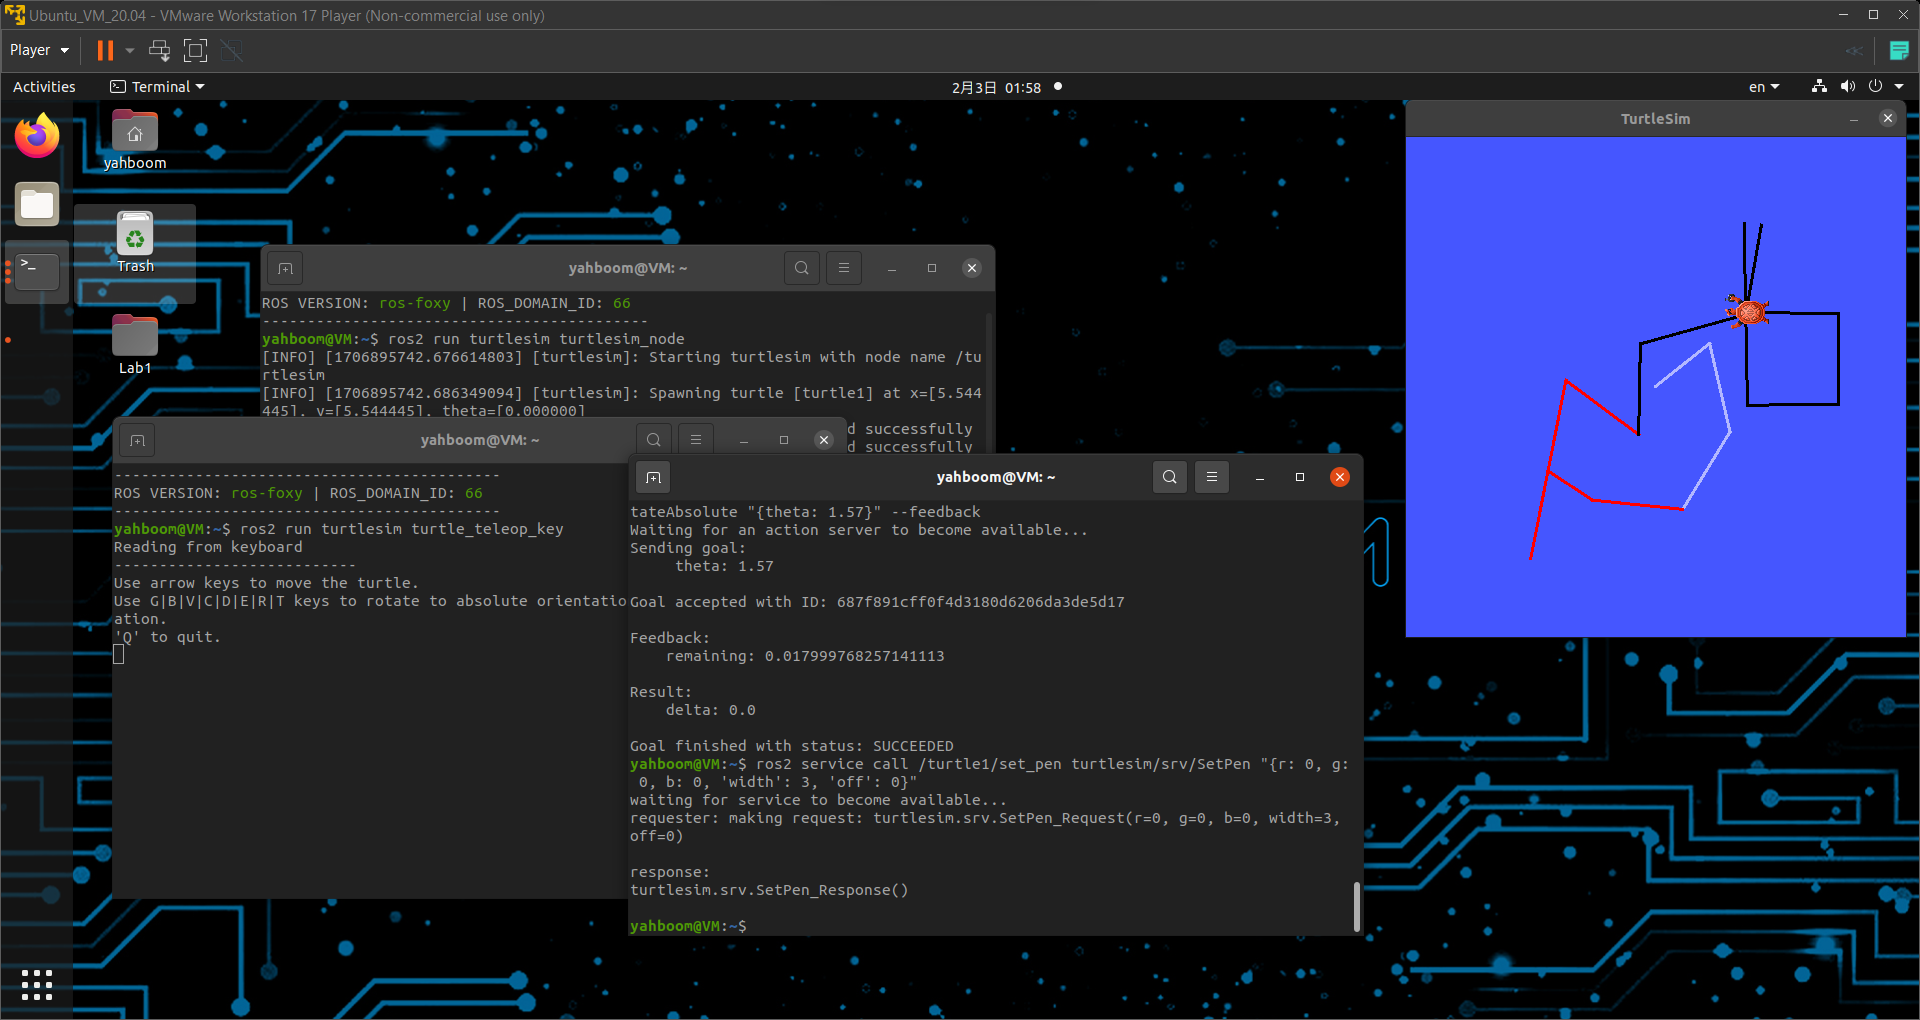 Ubuntu_VM_20.04 - VMware Workstation 17 Player (Non-commercial use only)
Player
Activities
Terminal
2月3日 01:58
en
yahboom
Trash
Lab1
TurtleSim
yahboom@VM: ~
ROS VERSION: ros-foxy | ROS_DOMAIN_ID: 66
-------------------------------------------
yahboom@VM:~$ ros2 run turtlesim turtlesim_node
[INFO] [1706895742.676614803] [turtlesim]: Starting turtlesim with node name /tu
rtlesim
[INFO] [1706895742.686349094] [turtlesim]: Spawning turtle [turtle1] at x=[5.544
445], y=[5.544445], theta=[0.000000]
d successfully
d successfully
yahboom@VM: ~
-------------------------------------------
ROS VERSION: ros-foxy | ROS_DOMAIN_ID: 66
-------------------------------------------
yahboom@VM:~$ ros2 run turtlesim turtle_teleop_key
Reading from keyboard
---------------------------
Use arrow keys to move the turtle.
Use G|B|V|C|D|E|R|T keys to rotate to absolute orientatio
ation.
'Q' to quit.
yahboom@VM: ~
tateAbsolute "{theta: 1.57}" --feedback
Waiting for an action server to become available...
Sending goal:
theta: 1.57
Goal accepted with ID: 687f891cff0f4d3180d6206da3de5d17
Feedback:
remaining: 0.017999768257141113
Result:
delta: 0.0
Goal finished with status: SUCCEEDED
yahboom@VM:~$ ros2 service call /turtle1/set_pen turtlesim/srv/SetPen "{r: 0, g:
0, b: 0, 'width': 3, 'off': 0}"
waiting for service to become available...
requester: making request: turtlesim.srv.SetPen_Request(r=0, g=0, b=0, width=3,
off=0)
response:
turtlesim.srv.SetPen_Response()
yahboom@VM:~$